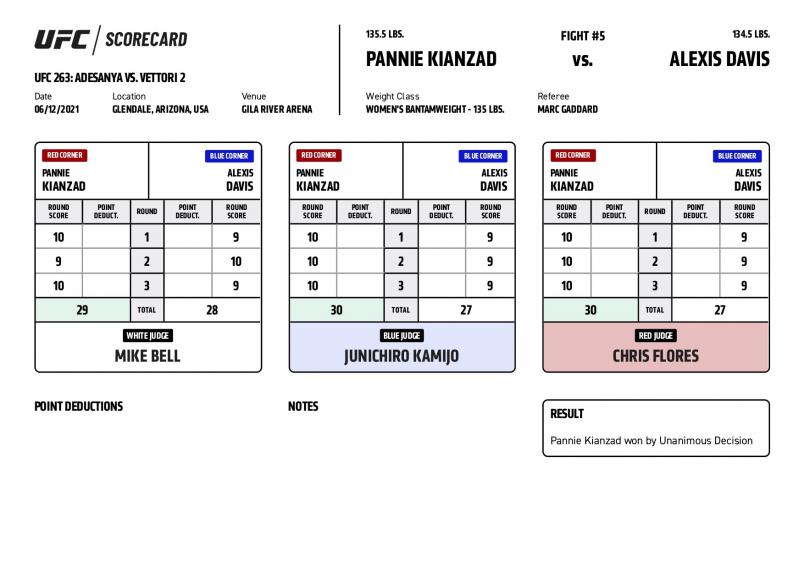 UFC / SCORECARD
UFC 263: ADESANYA VS. VETTORI 2
Date Location Venue
06/12/2021 GLENDALE, ARIZONA, USA GILA RIVER ARENA
135.5 LBS. FIGHT #5 134.5 LBS.
PANNIE KIANZAD VS. ALEXIS DAVIS
Weight Class Referee
WOMEN'S BANTAMWEIGHT - 135 LBS. MARC GADDARD
RED CORNER BLUE CORNER
PANNIE ALEXIS
KIANZAD DAVIS
ROUND SCORE POINT DEDUCT. ROUND POINT DEDUCT. ROUND SCORE
10 1 9
9 2 10
10 3 9
29 TOTAL 28
WHITE JUDGE
MIKE BELL
RED CORNER BLUE CORNER
PANNIE ALEXIS
KIANZAD DAVIS
ROUND SCORE POINT DEDUCT. ROUND POINT DEDUCT. ROUND SCORE
10 1 9
10 2 9
10 3 9
30 TOTAL 27
BLUE JUDGE
JUNICHIRO KAMIJO
RED CORNER BLUE CORNER
PANNIE ALEXIS
KIANZAD DAVIS
ROUND SCORE POINT DEDUCT. ROUND POINT DEDUCT. ROUND SCORE
10 1 9
10 2 9
10 3 9
30 TOTAL 27
RED JUDGE
CHRIS FLORES
POINT DEDUCTIONS
NOTES
RESULT
Pannie Kianzad won by Unanimous Decision